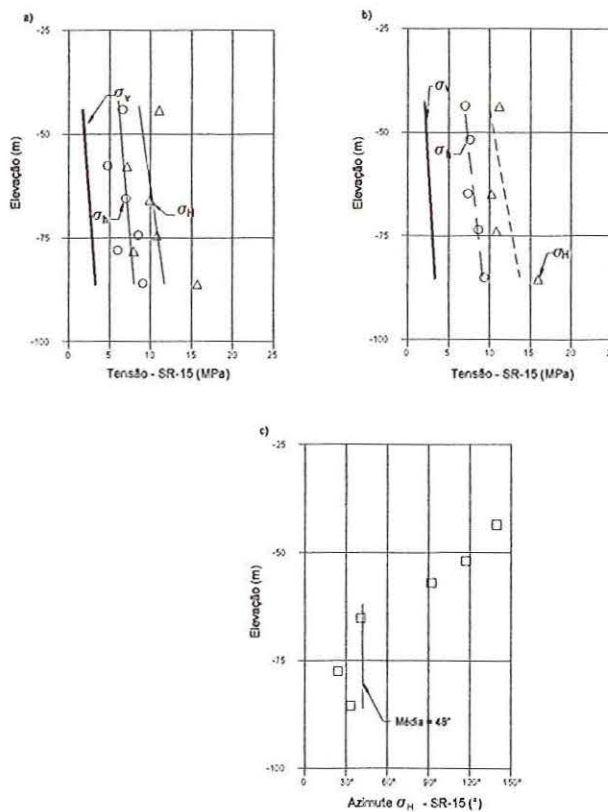 a)
-25
-50
-75
-100
Elevação (m)
σv
σh
σH
0 5 10 15 20 25
Tensão - SR-15 (MPa)
b)
-25
-50
-75
-100
Elevação (m)
σv
σh
σH
0 5 10 15 20 25
Tensão - SR-15 (MPa)
c)
-25
-50
-75
-100
Elevação (m)
Média = 48°
0 30° 60° 90° 120° 150°
Azimute σH - SR-15 (°)